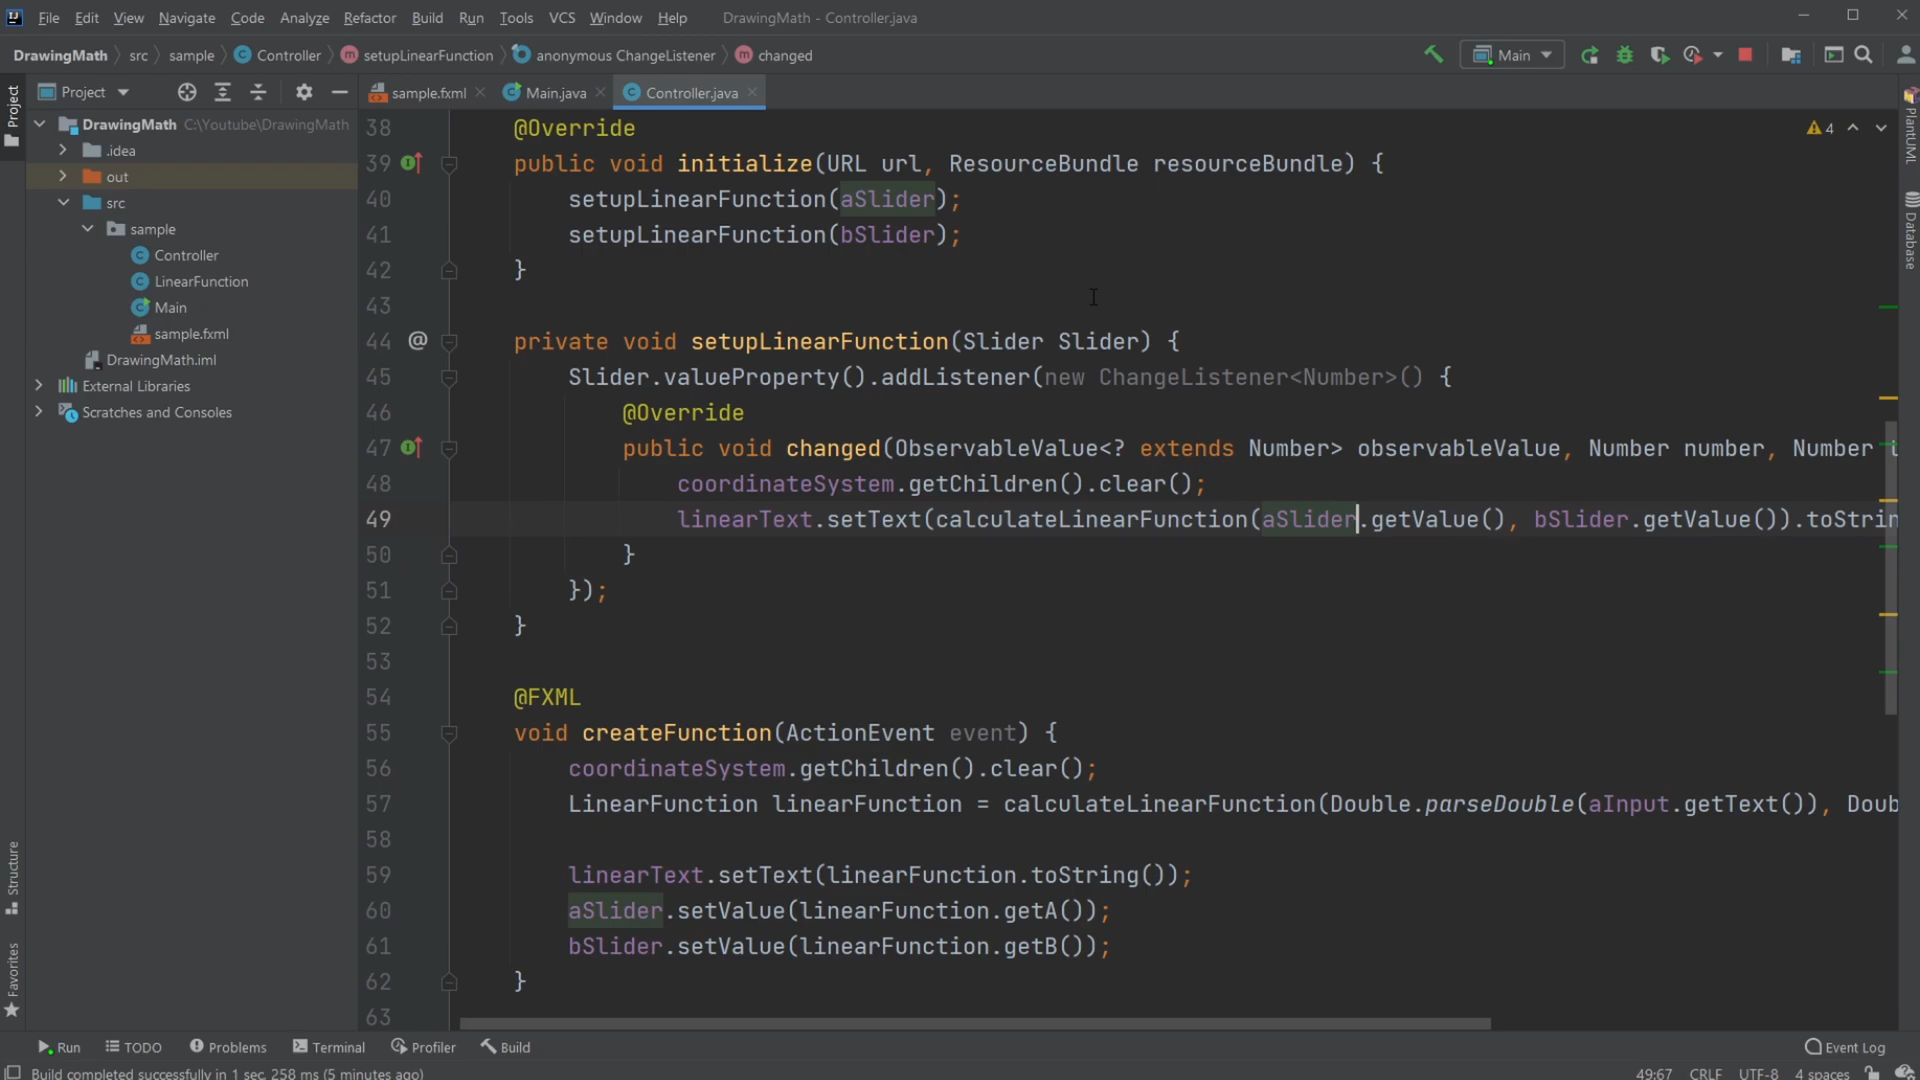 File Edit View Navigate Code Analyze Refactor Build Run Tools VCS Window Help DrawingMath - Controller.java
DrawingMath src sample Controller setupLinearFunction anonymous ChangeListener changed Main
Project sample.fxml Main.java Controller.java
Project
DrawingMath C:\Youtube\DrawingMath
.idea
out
src
sample
Controller
LinearFunction
Main
sample.fxml
DrawingMath.iml
External Libraries
Scratches and Consoles
4
38 @Override
39 public void initialize(URL url, ResourceBundle resourceBundle) {
40 setupLinearFunction(aSlider);
41 setupLinearFunction(bSlider);
42 }
43
44 @ private void setupLinearFunction(Slider Slider) {
45 Slider.valueProperty().addListener(new ChangeListener<Number>() {
46 @Override
47 public void changed(ObservableValue<? extends Number> observableValue, Number number, Number
48 coordinateSystem.getChildren().clear();
49 linearText.setText(calculateLinearFunction(aSlider.getValue(), bSlider.getValue()).toStrin
50 }
51 });
52 }
53
54 @FXML
55 void createFunction(ActionEvent event) {
56 coordinateSystem.getChildren().clear();
57 LinearFunction linearFunction = calculateLinearFunction(Double.parseDouble(aInput.getText()), Doub
58
59 linearText.setText(linearFunction.toString());
60 aSlider.setValue(linearFunction.getA());
61 bSlider.setValue(linearFunction.getB());
62 }
63
PlantUML
Database
Structure
Favorites
Run TODO Problems Terminal Profiler Build Event Log
Build completed successfully in 1 sec, 258 ms (5 minutes ago) 49:67 CRLF UTF-8 4 spaces